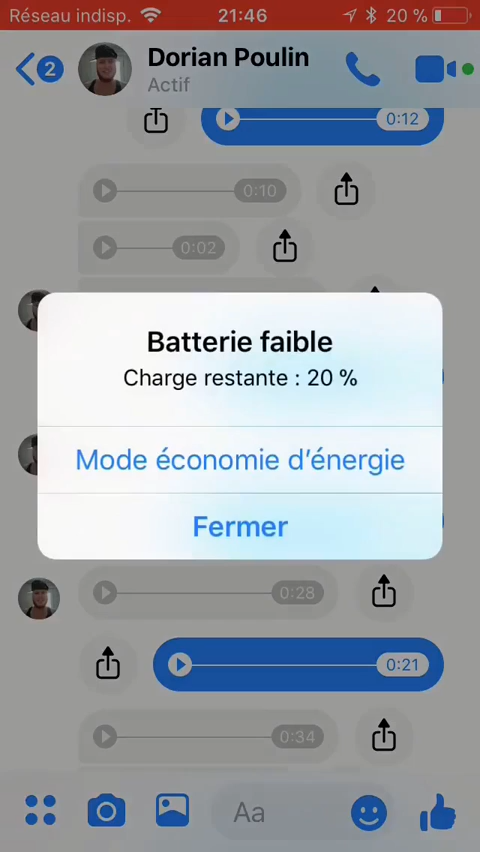 Réseau indisp. 21:46 20 %
2 Dorian Poulin
Actif
0:12
0:10
0:02
Batterie faible
Charge restante : 20 %
Mode économie d’énergie
Fermer
0:28
0:21
0:34
Aa